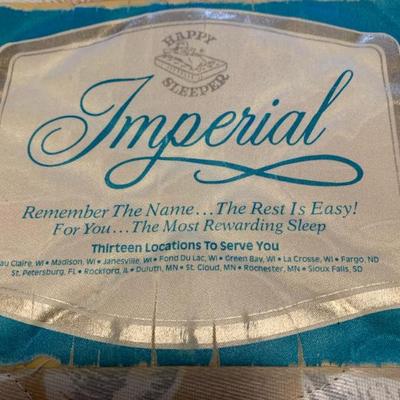 HAPPY
SLEEPER
Imperial
Remember The Name...The Rest Is Easy!
For You...The Most Rewarding Sleep
Thirteen Locations To Serve You
au Claire, WI • Madison, WI • Janesville, WI • Fond Du Lac, WI • Green Bay, WI • La Crosse, WI • Fargo, ND
St. Petersburg, FL • Rockford, IL • Duluth, MN • St. Cloud, MN • Rochester, MN • Sioux Falls, SD